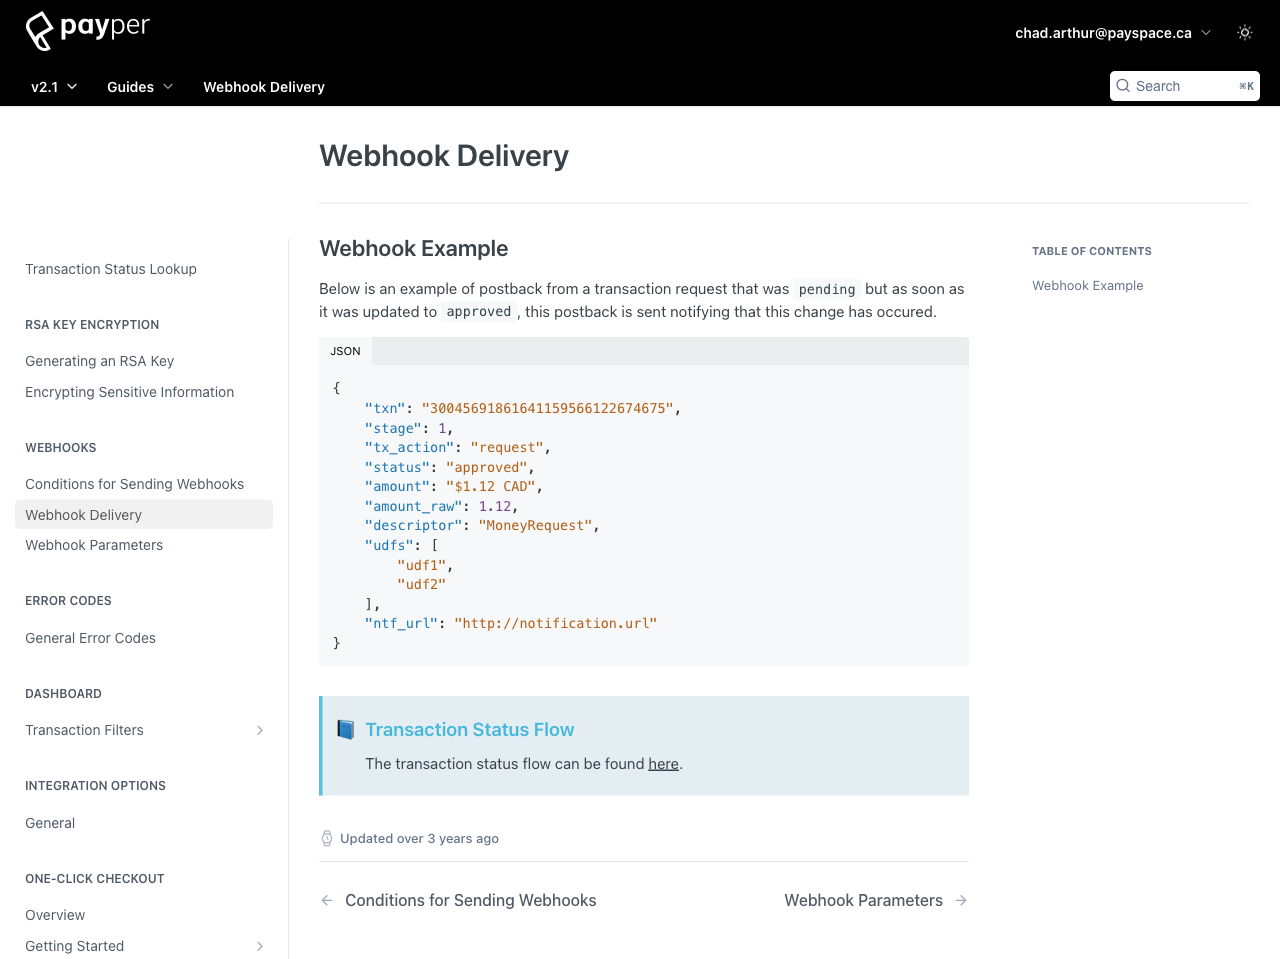 payper
chad.arthur@payspace.ca
v2.1
Guides
Webhook Delivery
Search
⌘K
Webhook Delivery
Transaction Status Lookup
RSA KEY ENCRYPTION
Generating an RSA Key
Encrypting Sensitive Information
WEBHOOKS
Conditions for Sending Webhooks
Webhook Delivery
Webhook Parameters
ERROR CODES
General Error Codes
DASHBOARD
Transaction Filters
INTEGRATION OPTIONS
General
ONE-CLICK CHECKOUT
Overview
Getting Started
Webhook Example
Below is an example of postback from a transaction request that was pending but as soon as
it was updated to approved, this postback is sent notifying that this change has occured.
JSON
{
    "txn": "30045691861641159566122674675",
    "stage": 1,
    "tx_action": "request",
    "status": "approved",
    "amount": "$1.12 CAD",
    "amount_raw": 1.12,
    "descriptor": "MoneyRequest",
    "udfs": [
        "udf1",
        "udf2"
    ],
    "ntf_url": "http://notification.url"
}
Transaction Status Flow
The transaction status flow can be found here.
Updated over 3 years ago
← Conditions for Sending Webhooks
Webhook Parameters →
TABLE OF CONTENTS
Webhook Example